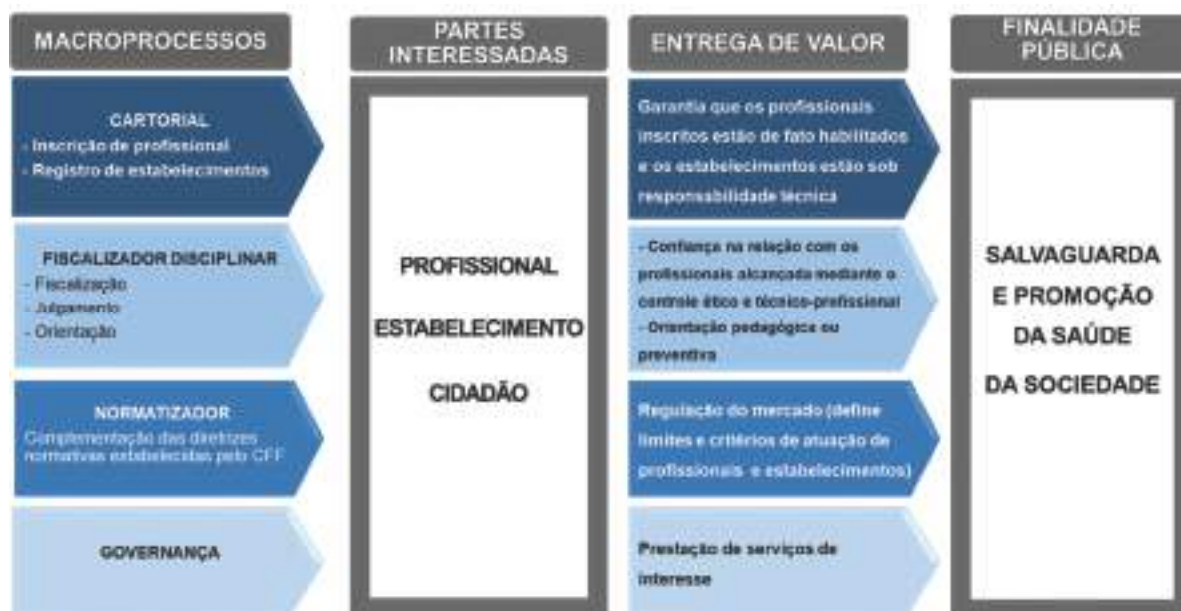 MACROPROCESSOS
CARTORIAL
- Inscrição de profissional
- Registro de estabelecimentos
FISCALIZADOR DISCIPLINAR
- Fiscalização
- Julgamento
- Orientação
NORMATIZADOR
Complementação das diretrizes
normativas estabelecidas pelo CFF
GOVERNANÇA
PARTES
INTERESSADAS
PROFISSIONAL
ESTABELECIMENTO
CIDADÃO
ENTREGA DE VALOR
Garantia que os profissionais
inscritos estão de fato habilitados
e os estabelecimentos estão sob
responsabilidade técnica
- Confiança na relação com os
profissionais alcançada mediante o
controle ético e técnico-profissional
- Orientação pedagógica ou
preventiva
Regulação do mercado (define
limites e critérios de atuação de
profissionais e estabelecimentos)
Prestação de serviços de
interesse
FINALIDADE
PÚBLICA
SALVAGUARDA
E PROMOÇÃO
DA SAÚDE
DA SOCIEDADE